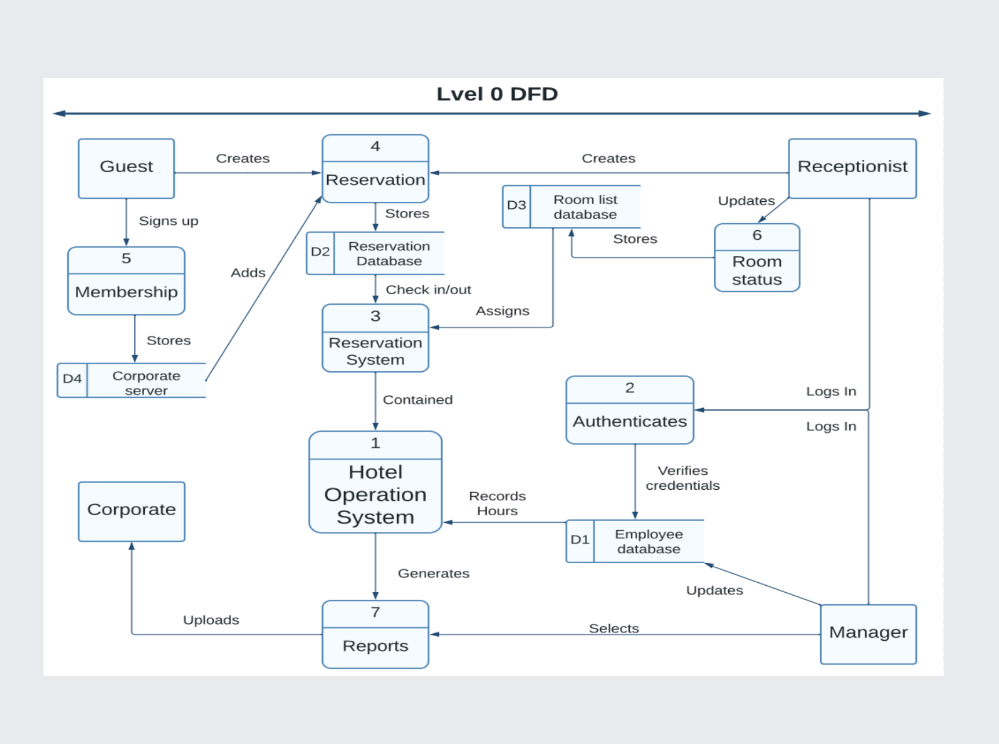 Lvel 0 DFD
Guest
Creates
4
Reservation
Creates
Receptionist
Signs up
Stores
D3
Room list
database
Updates
5
Membership
D2
Reservation
Database
Stores
6
Room
status
Adds
Check in/out
3
Reservation
System
Assigns
Stores
D4
Corporate
server
Contained
2
Authenticates
Logs In
Logs In
1
Hotel
Operation
System
Verifies
credentials
Corporate
Records
Hours
D1
Employee
database
Generates
Updates
Uploads
7
Reports
Selects
Manager